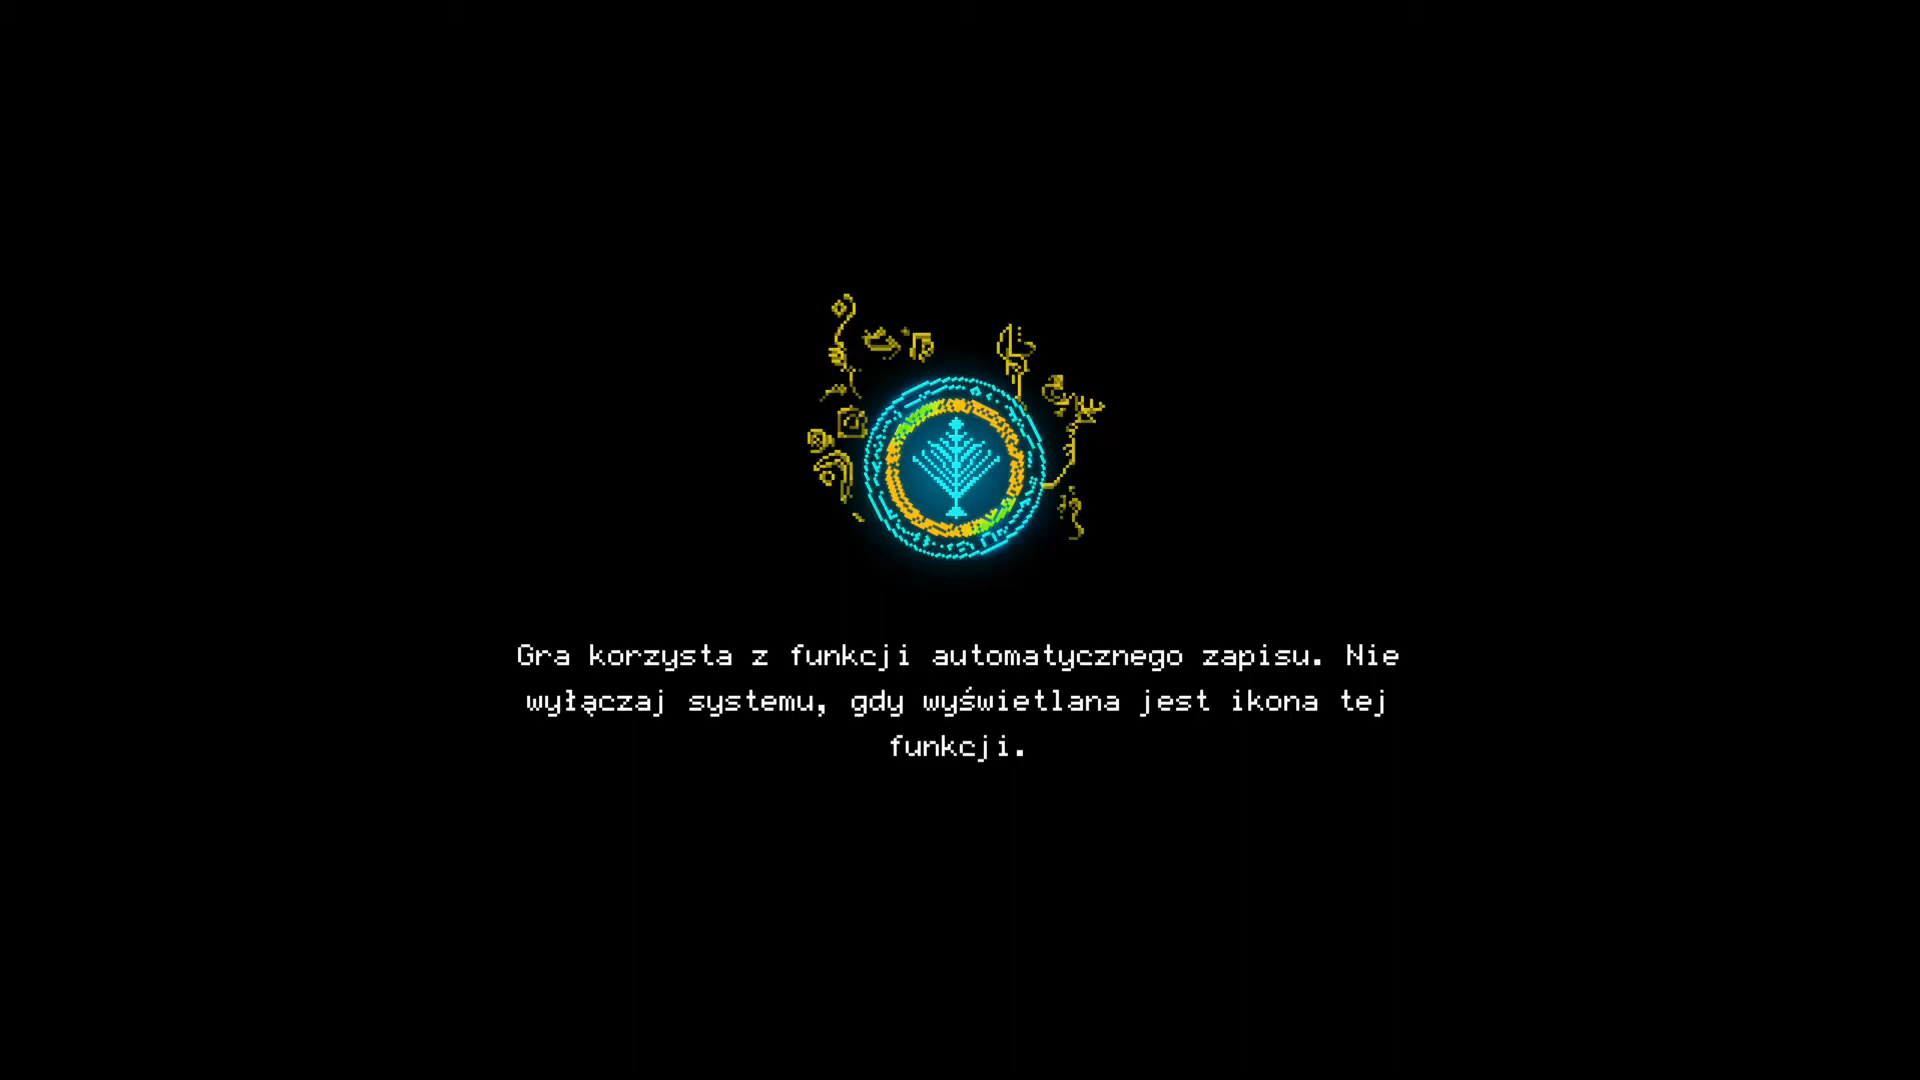 Gra korzysta z funkcji automatycznego zapisu. Nie
wyłączaj systemu, gdy wyświetlana jest ikona tej
funkcji.